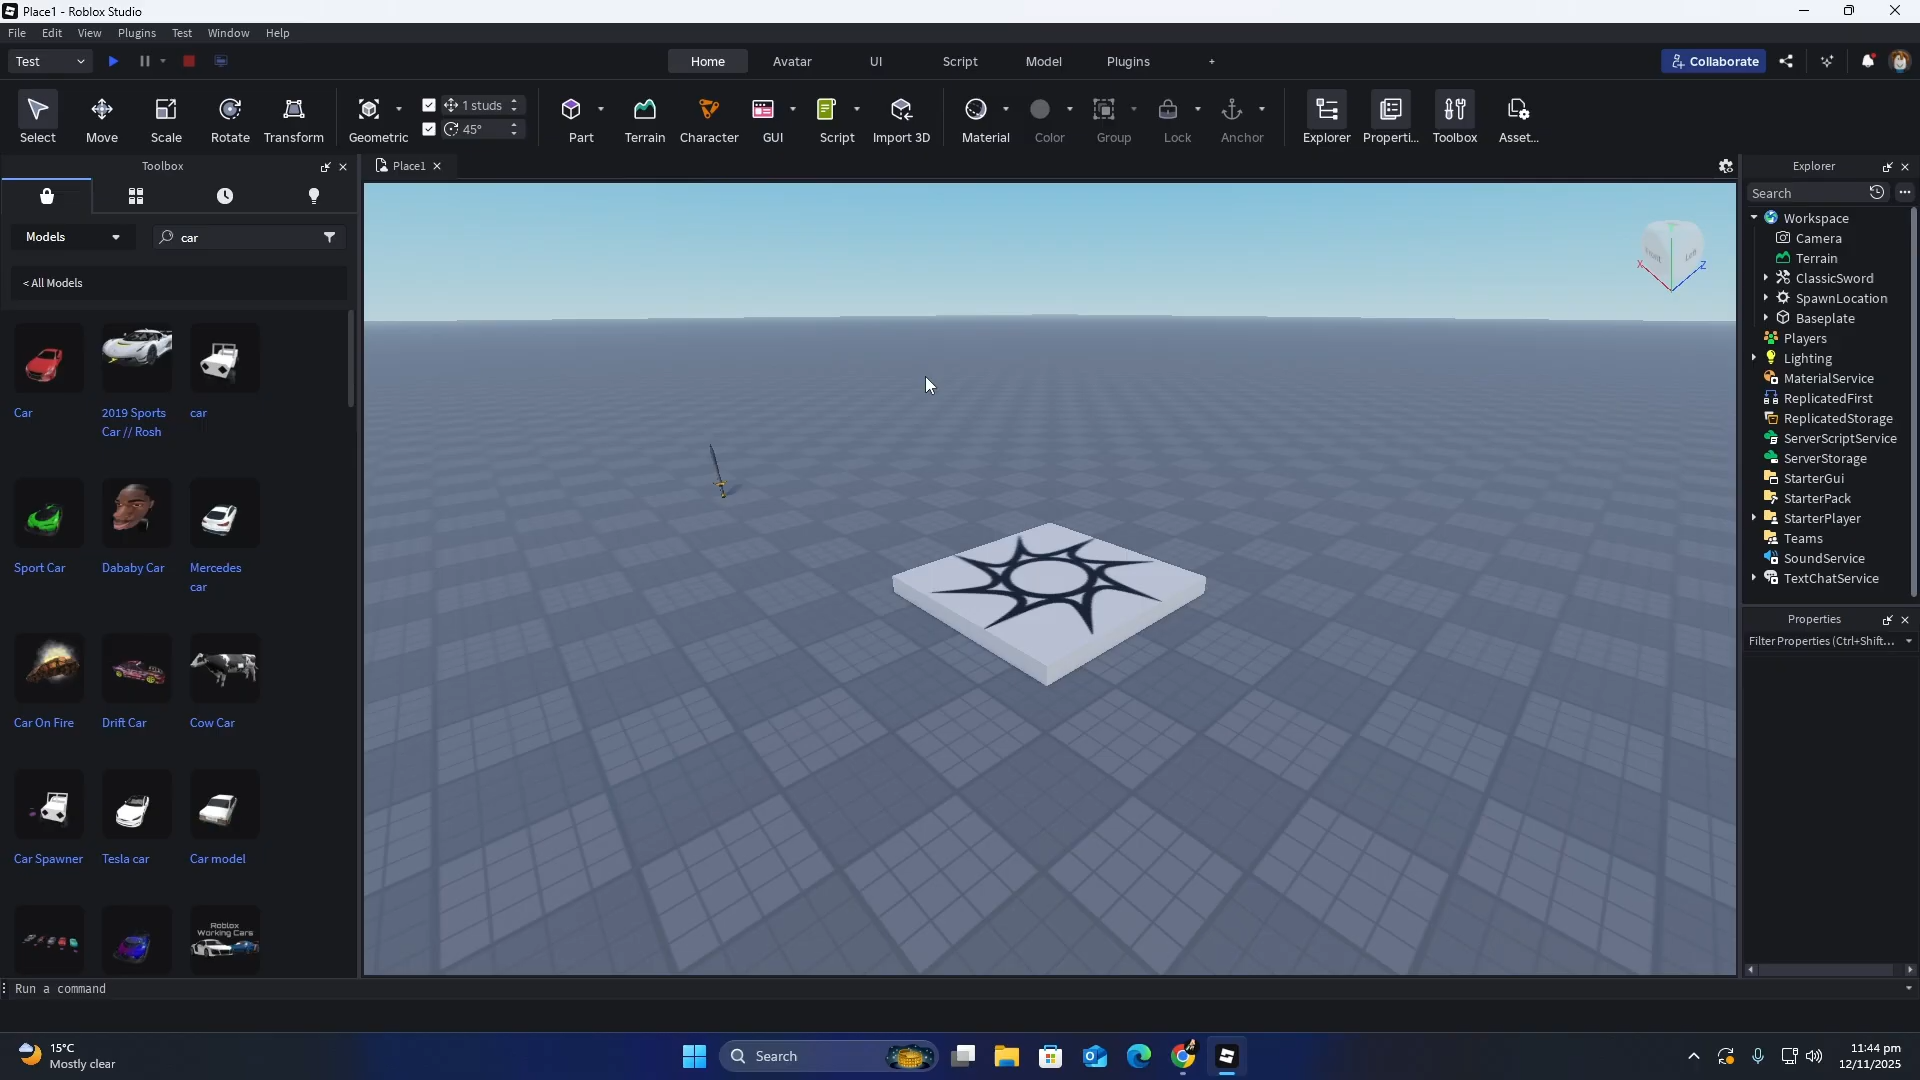 Place1 - Roblox Studio
File Edit View Plugins Test Window Help
Test
Home Avatar UI Script Model Plugins +
Collaborate
Select Move Scale Rotate Transform Geometric
1 studs
45°
Part Terrain Character GUI Script Import 3D
Material Color Group Lock Anchor
Explorer Properti... Toolbox Asset...
Toolbox
Models
car
< All Models
Car
2019 Sports
Car // Rosh
car
Sport Car
Dababy Car
Mercedes
car
Car On Fire
Drift Car
Cow Car
Car Spawner
Tesla car
Car model
Roblox
Working Cars
Place1
X
Z
Explorer
Search
Workspace
Camera
Terrain
ClassicSword
SpawnLocation
Baseplate
Players
Lighting
MaterialService
ReplicatedFirst
ReplicatedStorage
ServerScriptService
ServerStorage
StarterGui
StarterPack
StarterPlayer
Teams
SoundService
TextChatService
Properties
Filter Properties (Ctrl+Shift...
Run a command
15°C
Mostly clear
Search
11:44 pm
12/11/2025